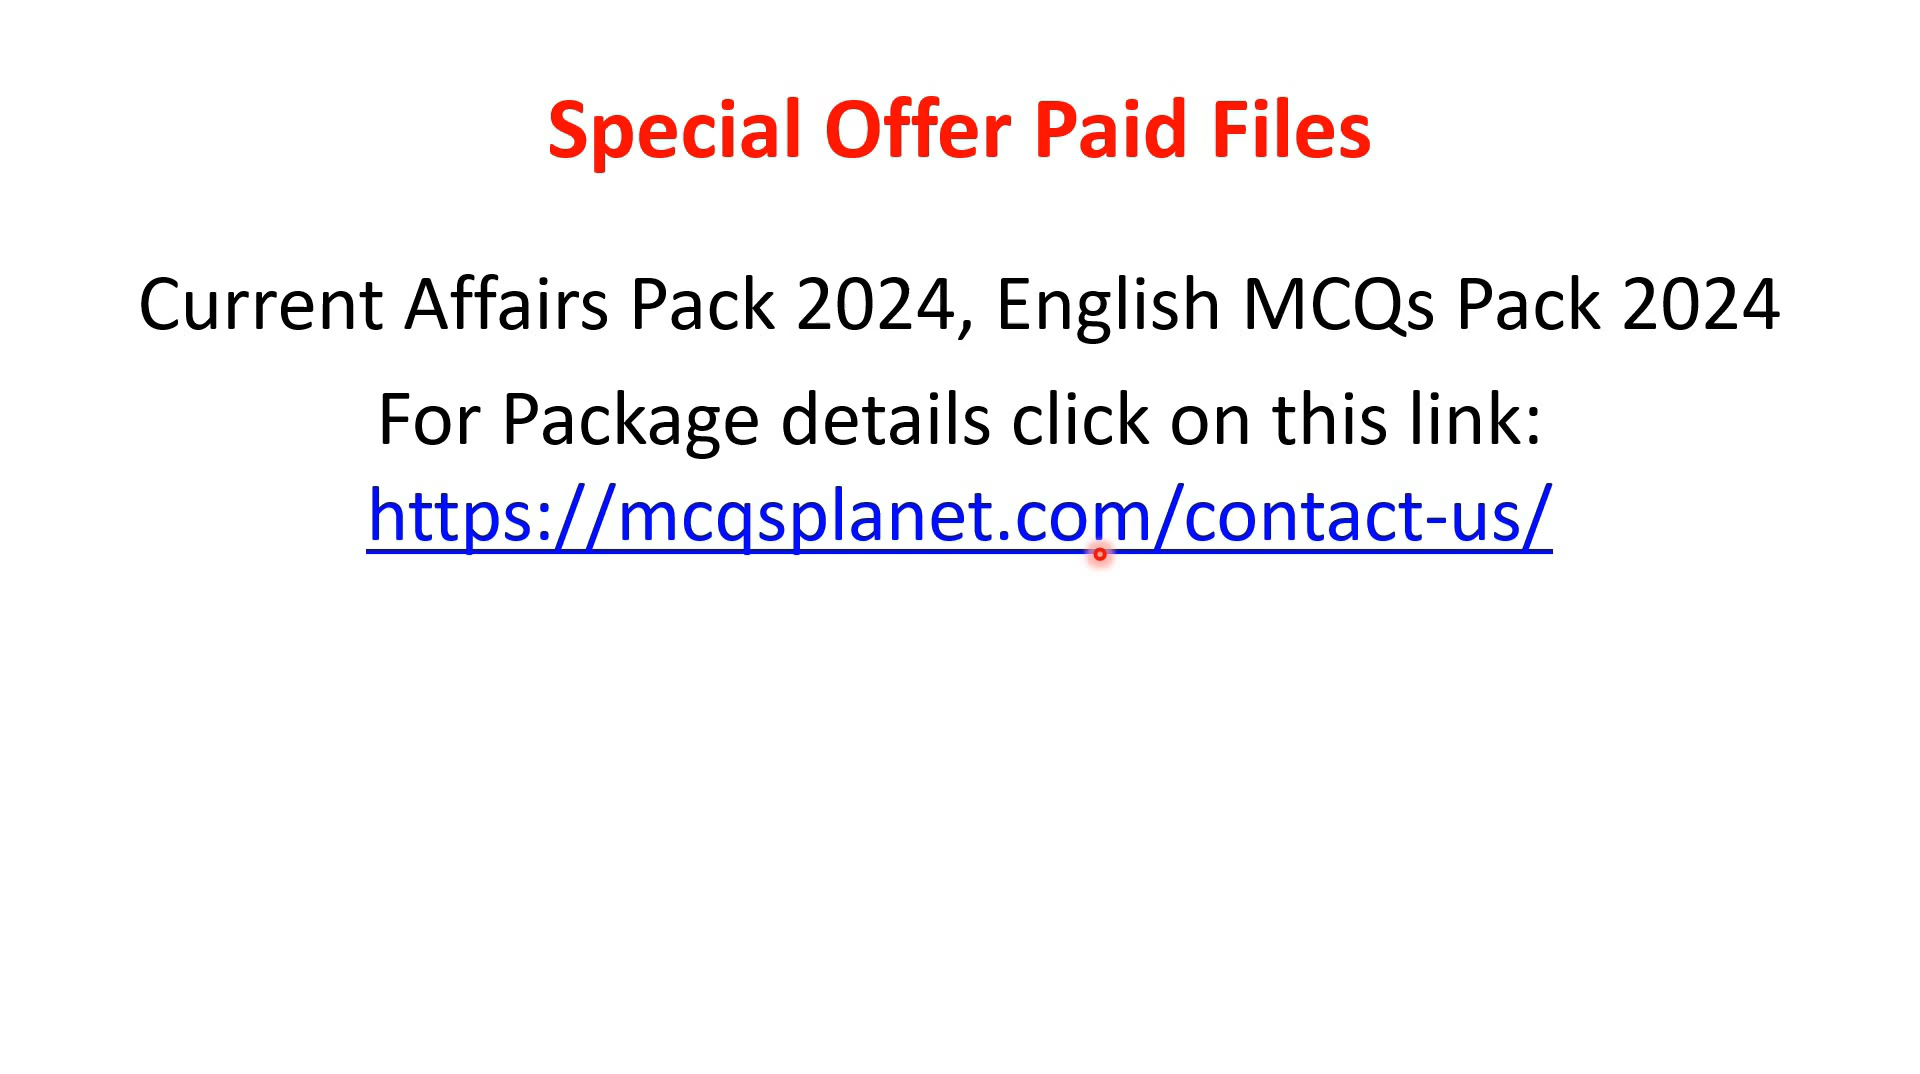 Special Offer Paid Files
Current Affairs Pack 2024, English MCQs Pack 2024
For Package details click on this link:
https://mcqsplanet.com/contact-us/